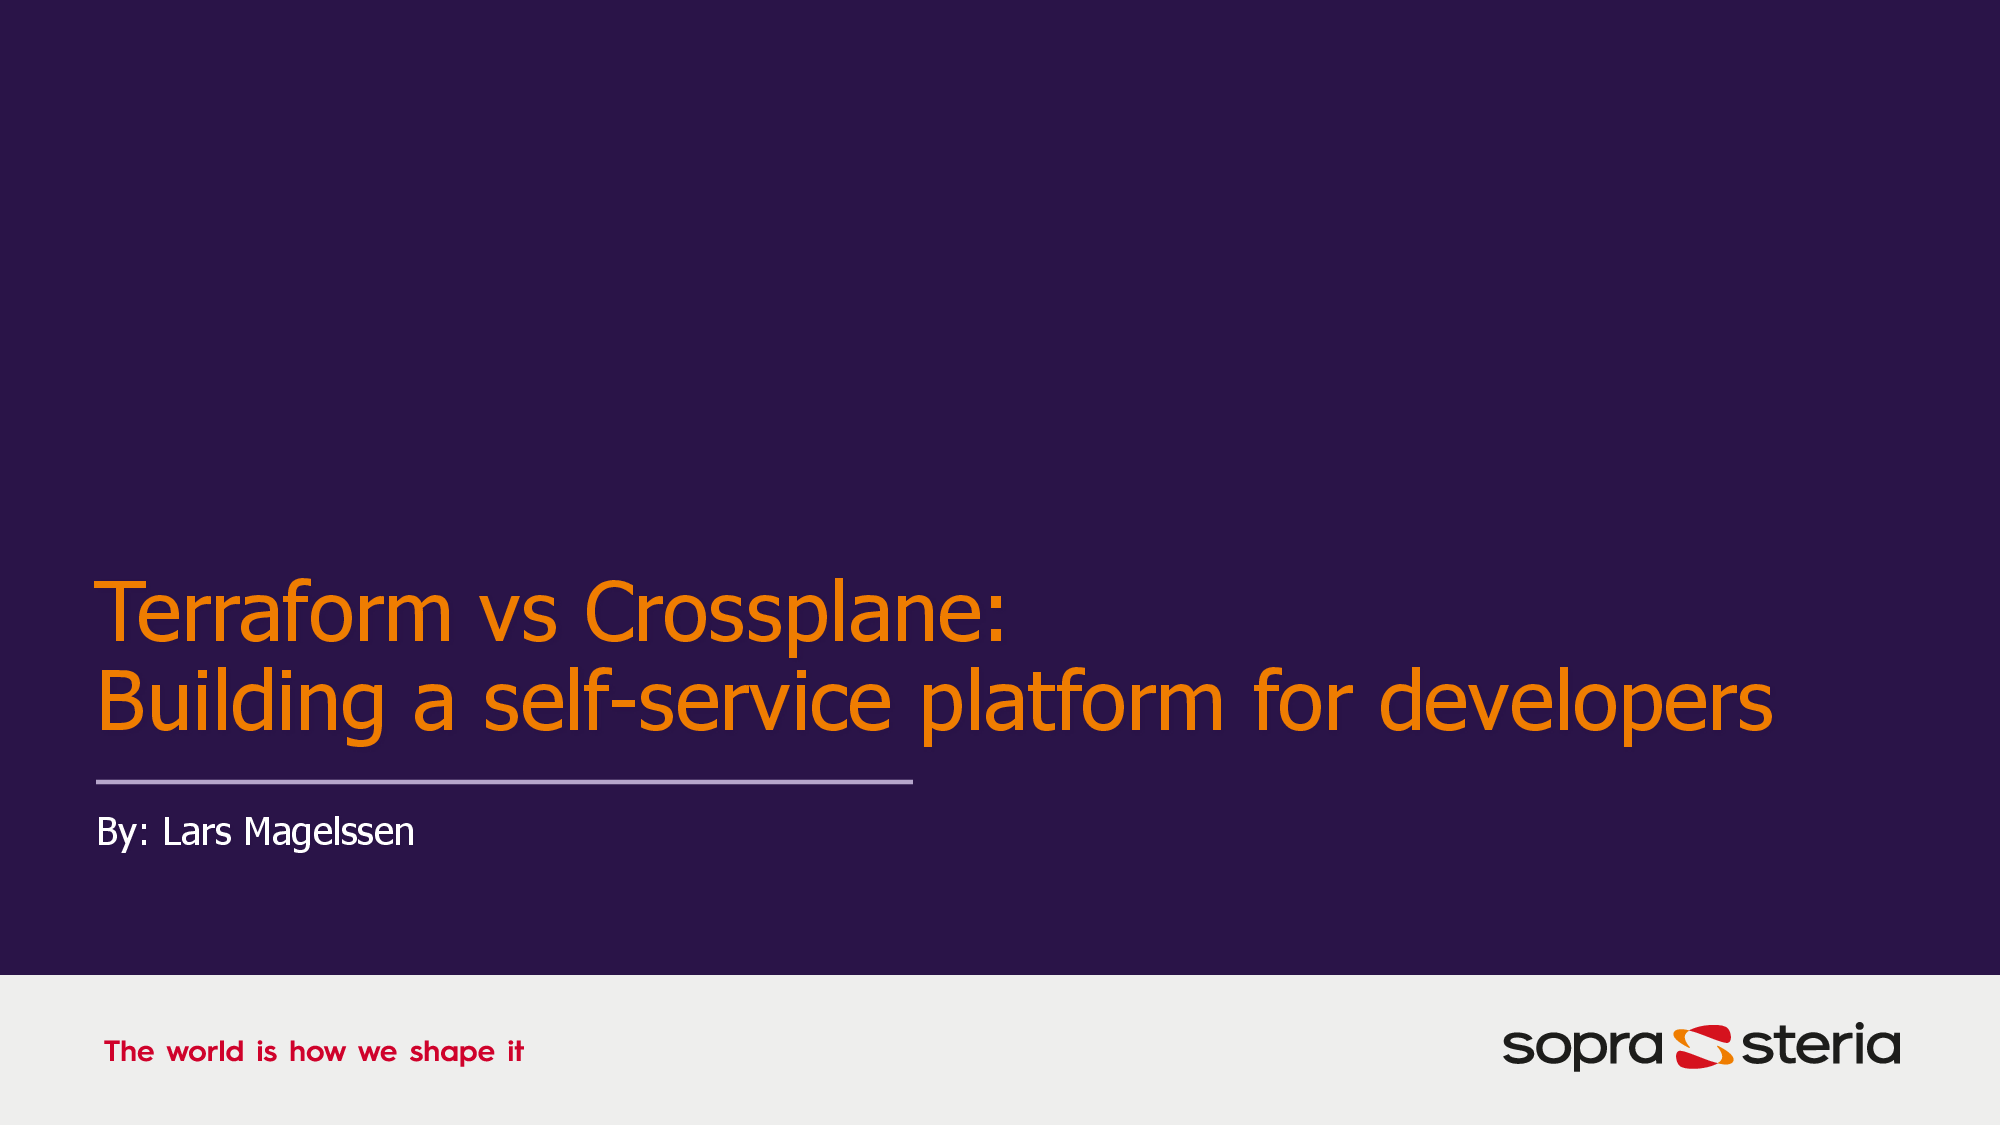 Terraform vs Crossplane:
Building a self-service platform for developers
By: Lars Magelssen
The world is how we shape it
sopra steria